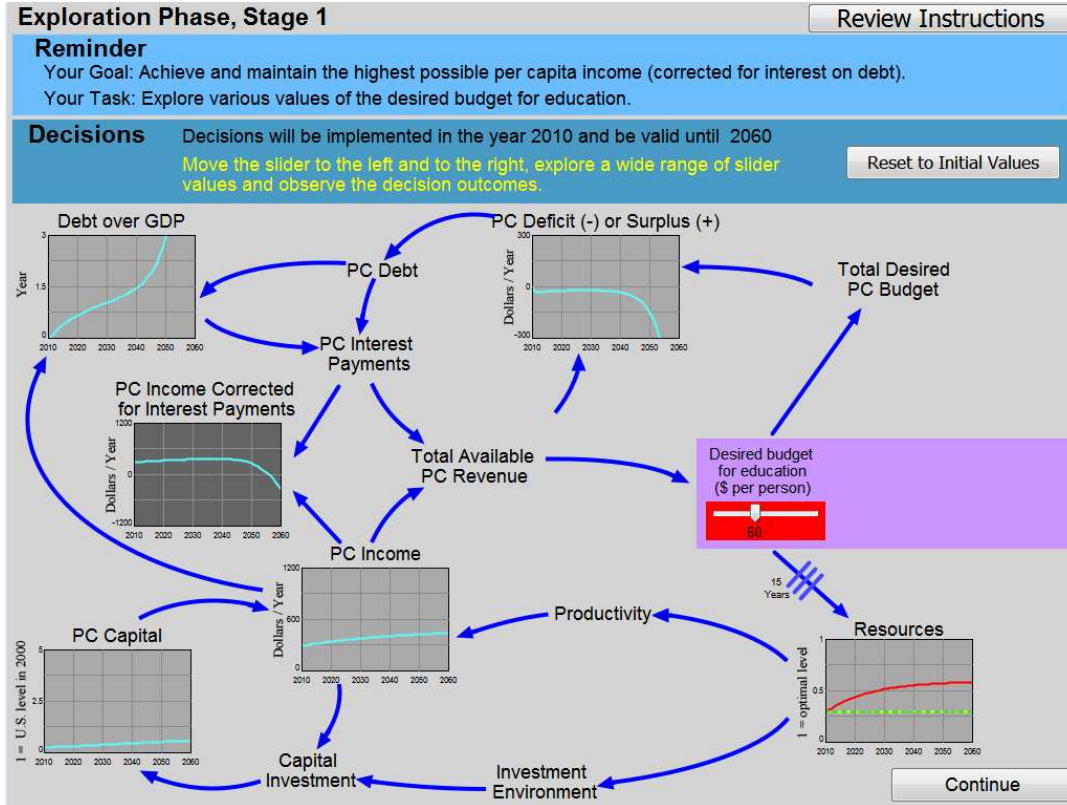 Exploration Phase, Stage 1
Review Instructions
Reminder
Your Goal: Achieve and maintain the highest possible per capita income (corrected for interest on debt).
Your Task: Explore various values of the desired budget for education.
Decisions
Decisions will be implemented in the year 2010 and be valid until 2060
Move the slider to the left and to the right, explore a wide range of slider
values and observe the decision outcomes.
Reset to Initial Values
Debt over GDP
3
1.5
0
Year
2010 2020 2030 2040 2050 2060
PC Debt
PC Deficit (-) or Surplus (+)
300
0
-300
Dollars / Year
2010 2020 2030 2040 2050 2060
Total Desired
PC Budget
PC Interest
Payments
PC Income Corrected
for Interest Payments
1200
0
-1200
Dollars / Year
2010 2020 2030 2040 2050 2060
Total Available
PC Revenue
Desired budget
for education
($ per person)
60
15
Years
PC Income
1200
600
0
Dollars / Year
2010 2020 2030 2040 2050 2060
Productivity
PC Capital
5
2.5
0
1 = U.S. level in 2000
2010 2020 2030 2040 2050 2060
Resources
1
0.5
0
1 = optimal level
2010 2020 2030 2040 2050 2060
Capital
Investment
Investment
Environment
Continue